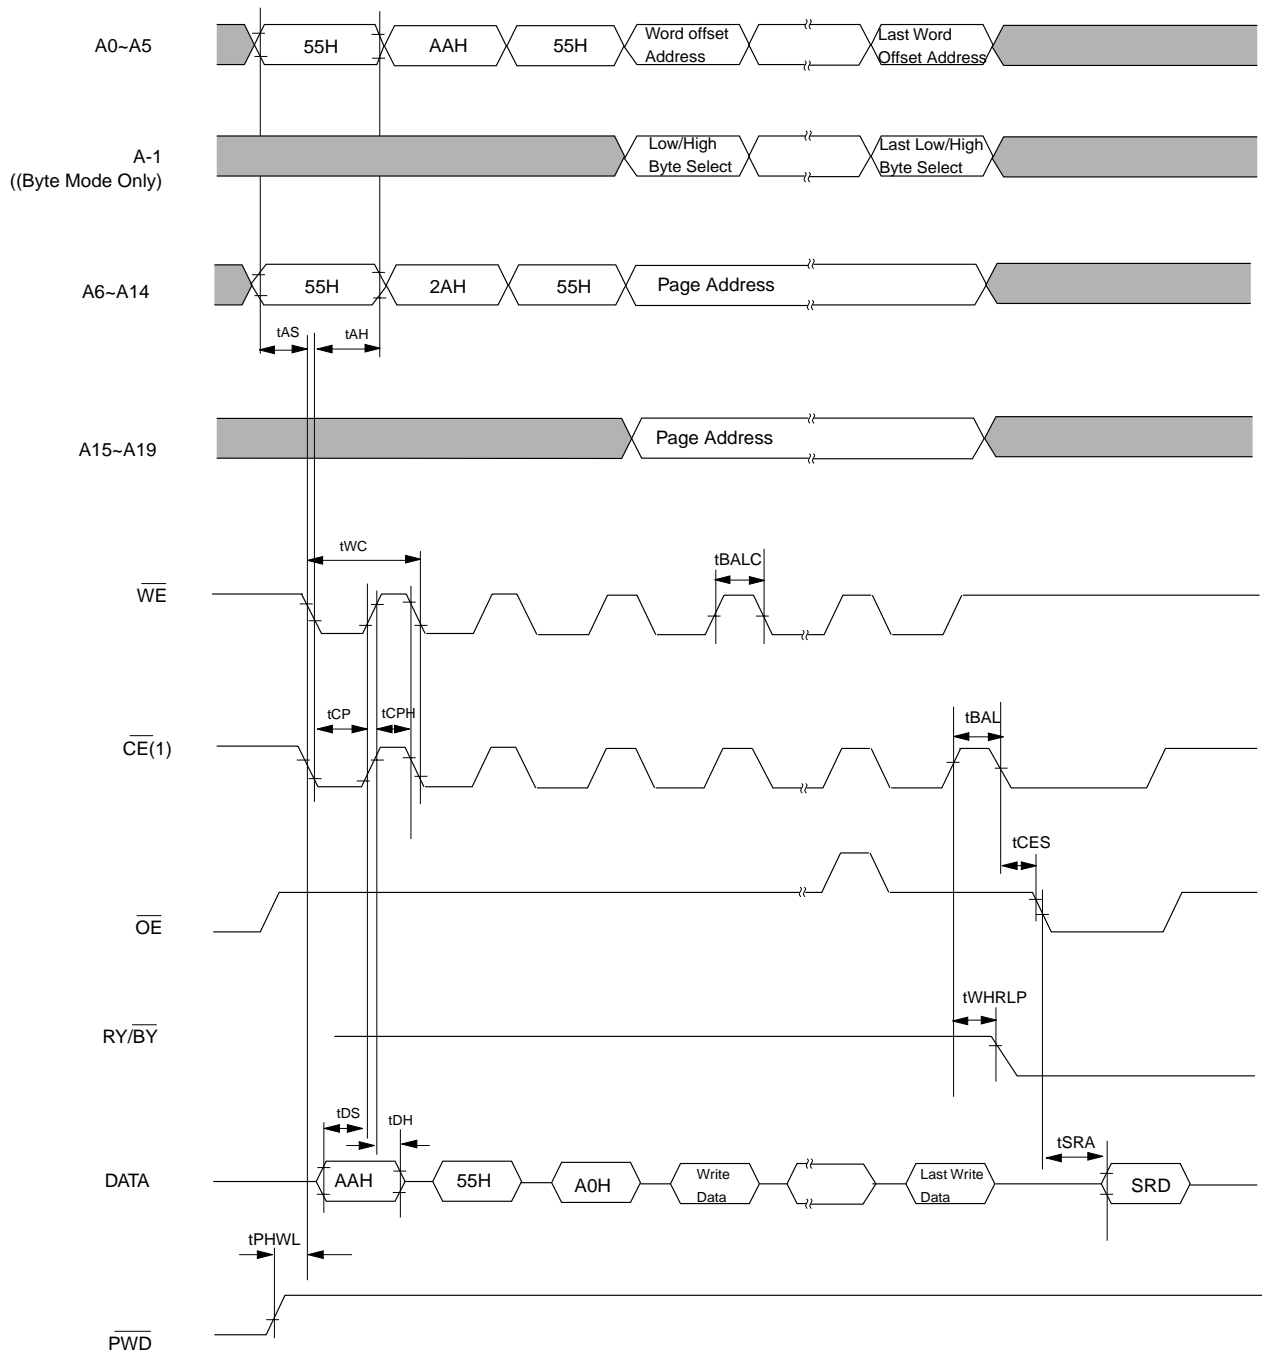 A0~A5
55H
AAH
55H
Word offset
Address
Last Word
Offset Address
A-1
((Byte Mode Only)
Low/High
Byte Select
Last Low/High
Byte Select
A6~A14
55H
2AH
55H
Page Address
tAS
tAH
A15~A19
Page Address
tWC
tBALC
WE
tCP
tCPH
tBAL
CE(1)
tCES
OE
tWHRLP
RY/BY
tDS
tDH
tSRA
DATA
AAH
55H
A0H
Write
Data
Last Write
Data
SRD
tPHWL
PWD